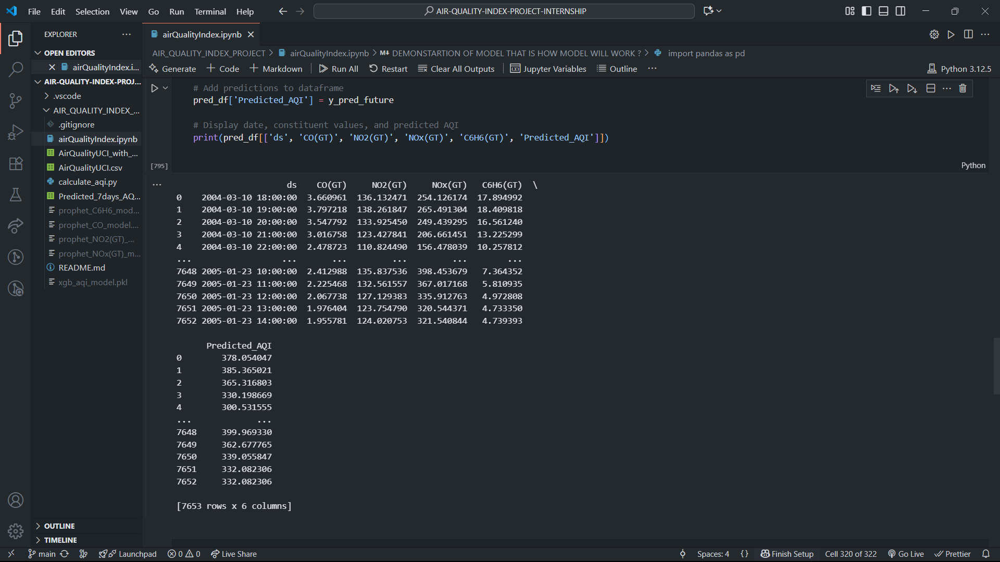 File Edit Selection View Go Run Terminal Help
AIR-QUALITY-INDEX-PROJECT-INTERNSHIP
EXPLORER
OPEN EDITORS
airQualityIndex.i...
AIR-QUALITY-INDEX-PROJ...
.vscode
AIR_QUALITY_INDEX_...
.gitignore
airQualityIndex.ipynb
AirQualityUCI_with_...
AirQualityUCI.csv
calculate_aqi.py
Predicted_7days_AQ...
prophet_C6H6_mod...
prophet_CO_model....
prophet_NO2(GT)_...
prophet_NOx(GT)_m...
README.md
xgb_aqi_model.pkl
OUTLINE
TIMELINE
airQualityIndex.ipynb
AIR_QUALITY_INDEX_PROJECT > airQualityIndex.ipynb > M↓ DEMONSTARTION OF MODEL THAT IS HOW MODEL WILL WORK ? > import pandas as pd
Generate + Code + Markdown Run All Restart Clear All Outputs Jupyter Variables Outline ... Python 3.12.5
# Add predictions to dataframe
pred_df['Predicted_AQI'] = y_pred_future
# Display date, constituent values, and predicted AQI
print(pred_df[['ds', 'CO(GT)', 'NO2(GT)', 'NOx(GT)', 'C6H6(GT)', 'Predicted_AQI']])
[795] Python
ds CO(GT) NO2(GT) NOx(GT) C6H6(GT) \
0 2004-03-10 18:00:00 3.660961 136.132471 254.126174 17.894992
1 2004-03-10 19:00:00 3.797218 138.261847 265.491304 18.409818
2 2004-03-10 20:00:00 3.547792 133.925450 249.439295 16.561240
3 2004-03-10 21:00:00 3.016758 123.427841 206.661451 13.225299
4 2004-03-10 22:00:00 2.478723 110.824490 156.478039 10.257812
... ... ... ... ... ...
7648 2005-01-23 10:00:00 2.412988 135.837536 398.453679 7.364352
7649 2005-01-23 11:00:00 2.225468 132.561557 367.017168 5.810935
7650 2005-01-23 12:00:00 2.067738 127.129383 335.912763 4.972808
7651 2005-01-23 13:00:00 1.976404 123.754790 320.544371 4.733350
7652 2005-01-23 14:00:00 1.955781 124.020753 321.540844 4.739393
Predicted_AQI
0 378.054047
1 385.365021
2 365.316803
3 330.198669
4 300.531555
... ...
7648 399.969330
7649 362.677765
7650 339.055847
7651 332.082306
7652 332.082306
[7653 rows x 6 columns]
main Launchpad 0 0 Live Share Spaces: 4 {} Finish Setup Cell 320 of 322 Go Live Prettier